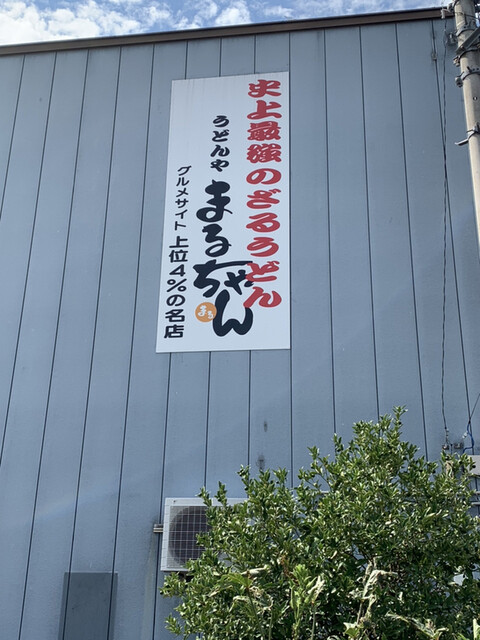 史上最強のざるうどん
うどんや
まるちゃん
グルメサイト 上位4%の名店